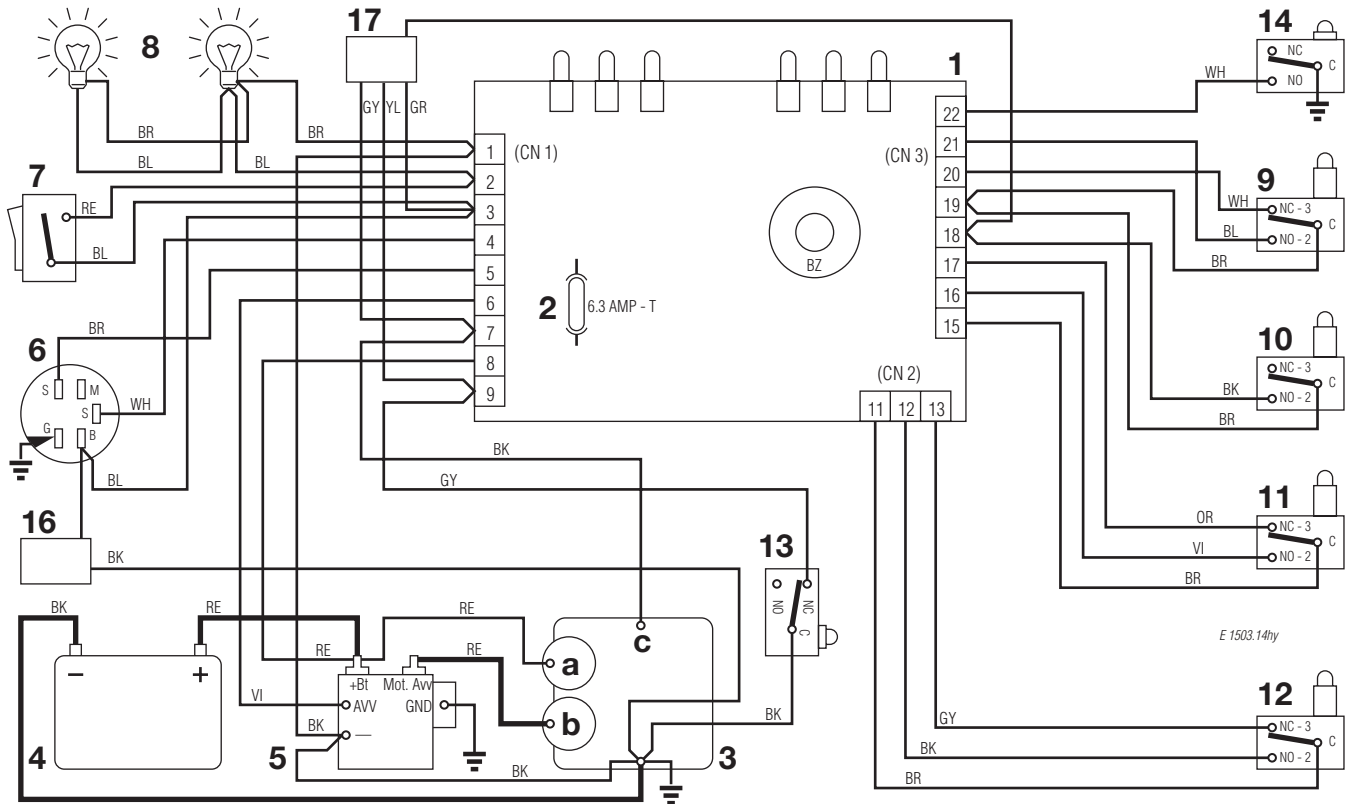 8
17
1
14
NC
C
NO
WH
GY
YL
GR
BR
BR
BL
BL
1
2
3
4
5
6
7
8
9
(CN 1)
22
21
20
19
18
17
16
15
(CN 3)
7
RE
BL
9
WH
NC - 3
C
BL
NO - 2
BR
BZ
2
6.3 AMP - T
10
NC - 3
C
BK
NO - 2
BR
(CN 2)
11
12
13
6
BR
S
M
S
WH
G
B
BL
BK
GY
11
OR
NC - 3
C
VI
NO - 2
BR
16
BK
13
NO
NC
C
E 1503.14hy
BK
RE
RE
RE
RE
–
+
4
+Bt
Mot. Avv
VI
AVV
GND
BK
—
5
BK
a
b
c
3
BK
12
GY
NC - 3
C
BK
NO - 2
BR